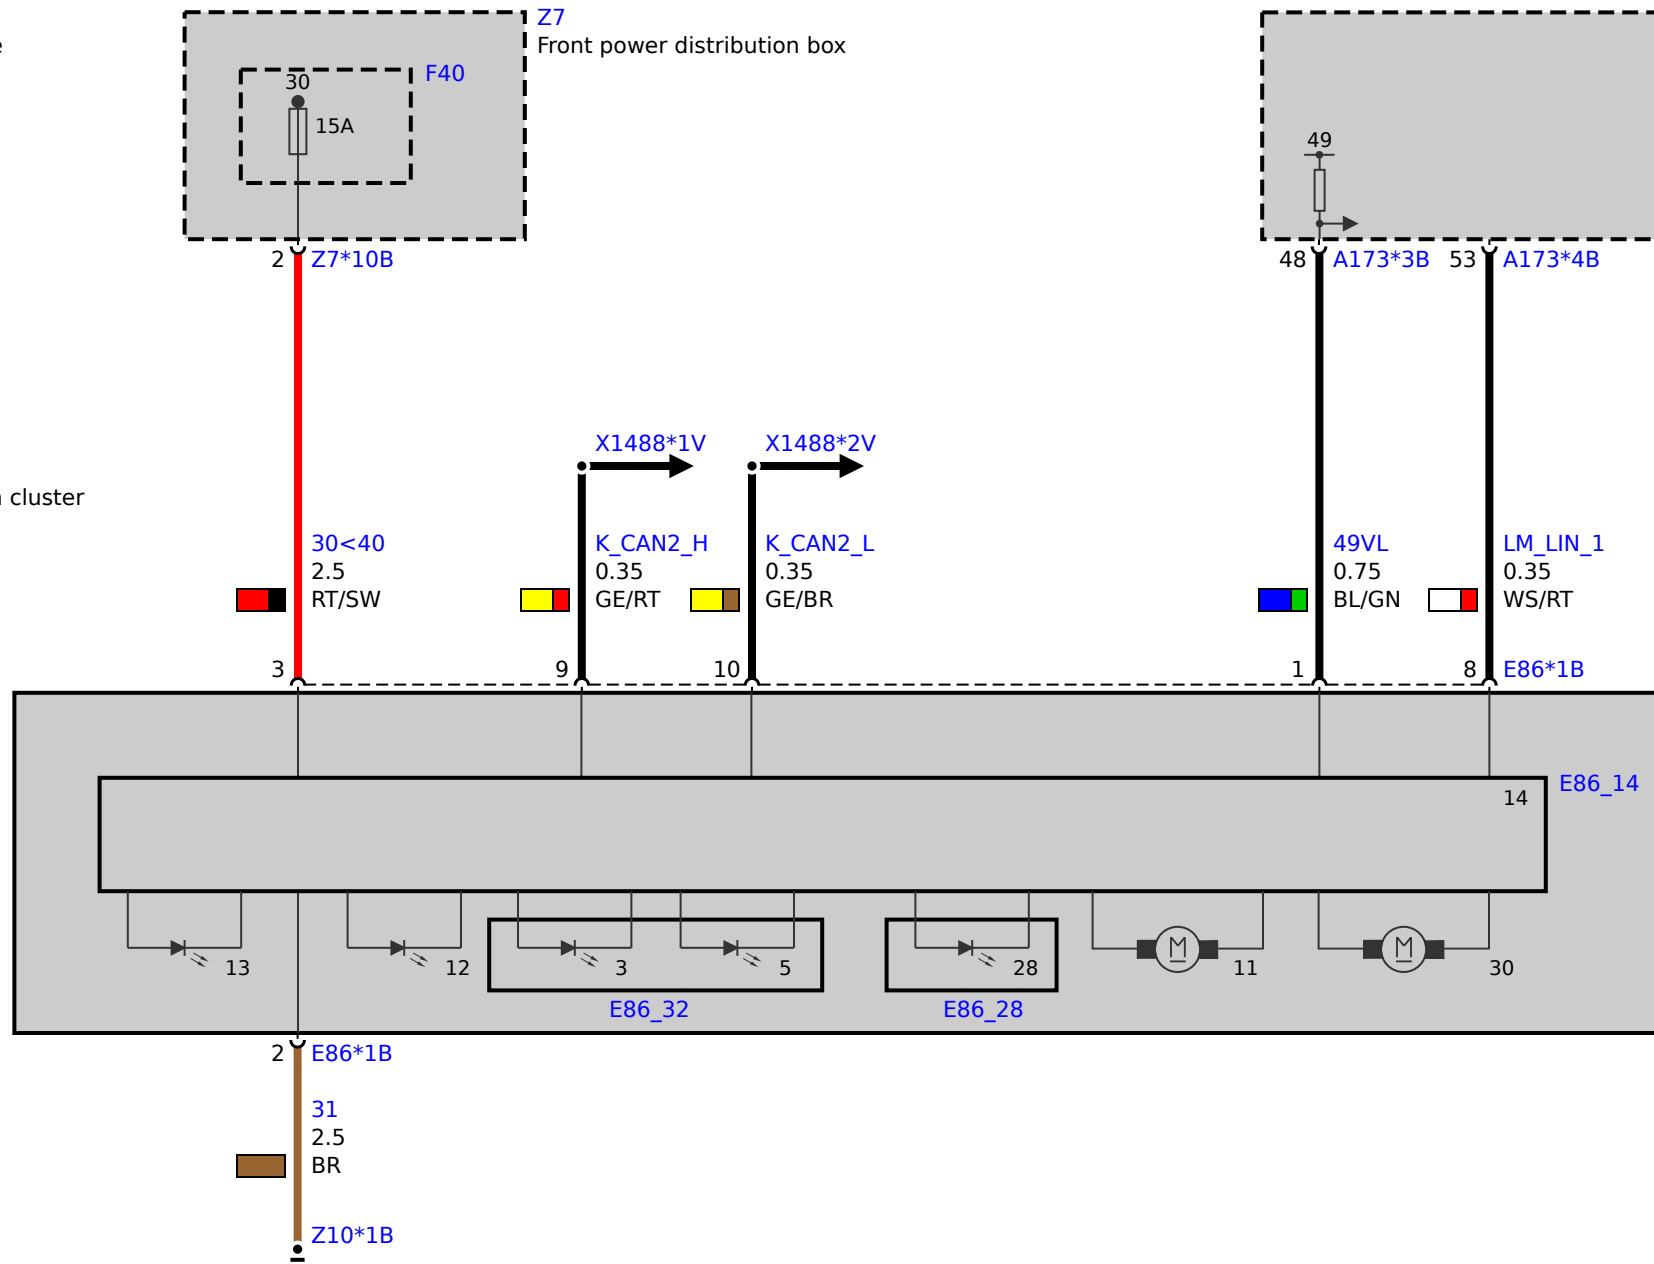 Z7
Front power distribution box
F40
30
15A
49
2 Z7*10B
48 A173*3B 53 A173*4B
X1488*1V X1488*2V
cluster
30<40 K_CAN2_H K_CAN2_L 49VL LM_LIN_1
2.5 0.35 0.35 0.75 0.35
RT/SW GE/RT GE/BR BL/GN WS/RT
3 9 10 1 8 E86*1B
E86_14
14
M M
13 12 3 5 28 11 30
E86_32 E86_28
2 E86*1B
31
2.5
BR
Z10*1B